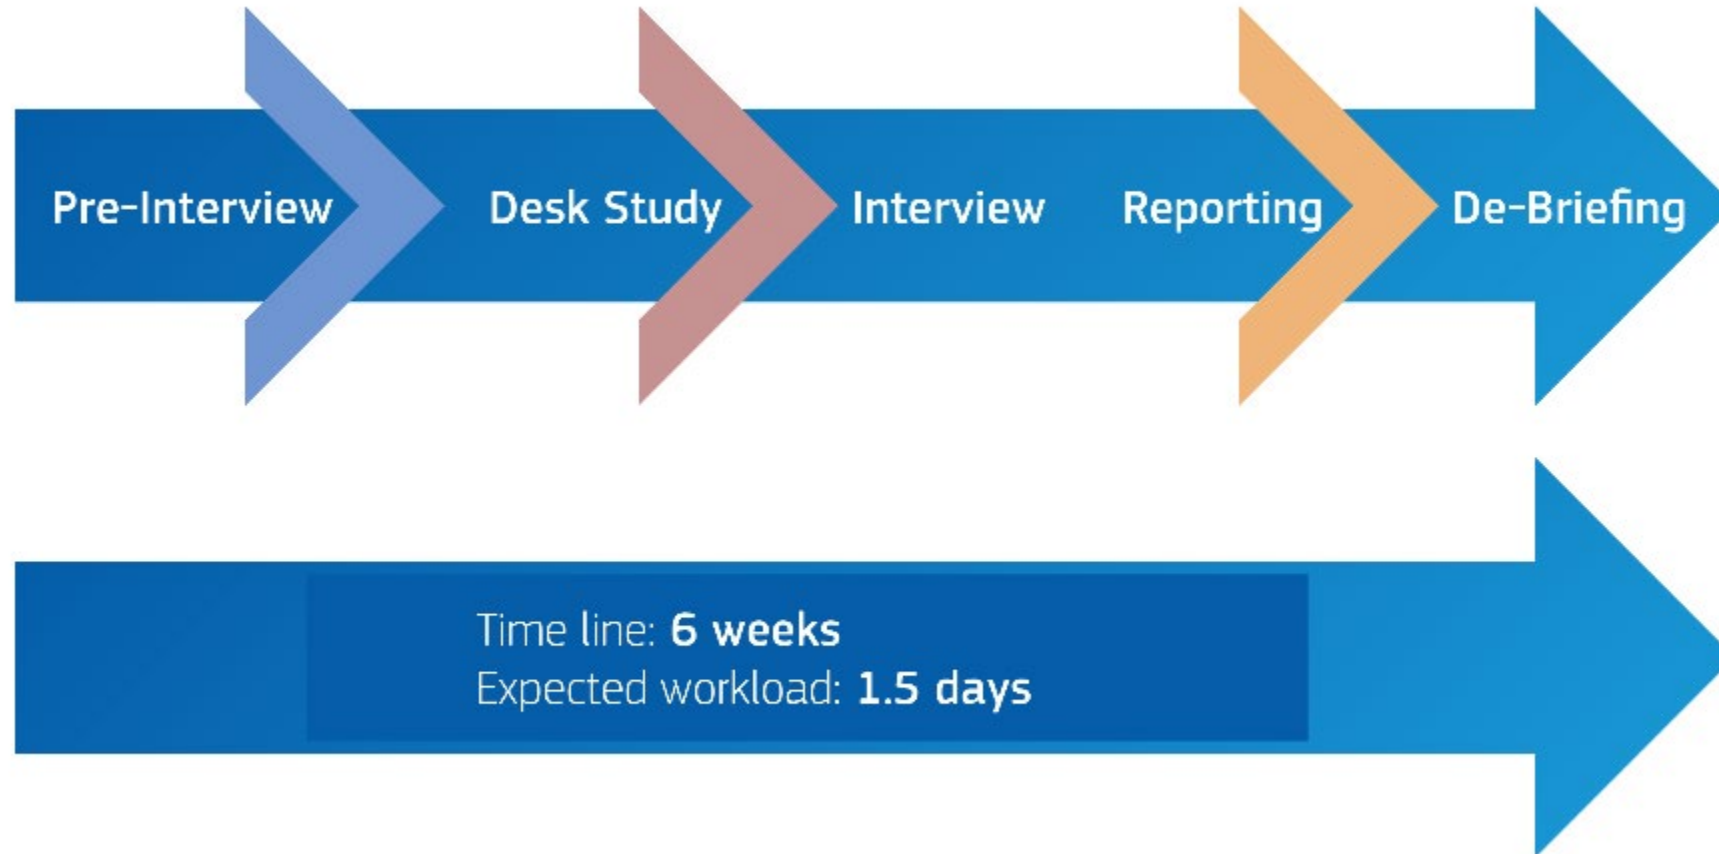 Pre-Interview Desk Study Interview Reporting De-Briefing
Time line: 6 weeks
Expected workload: 1.5 days